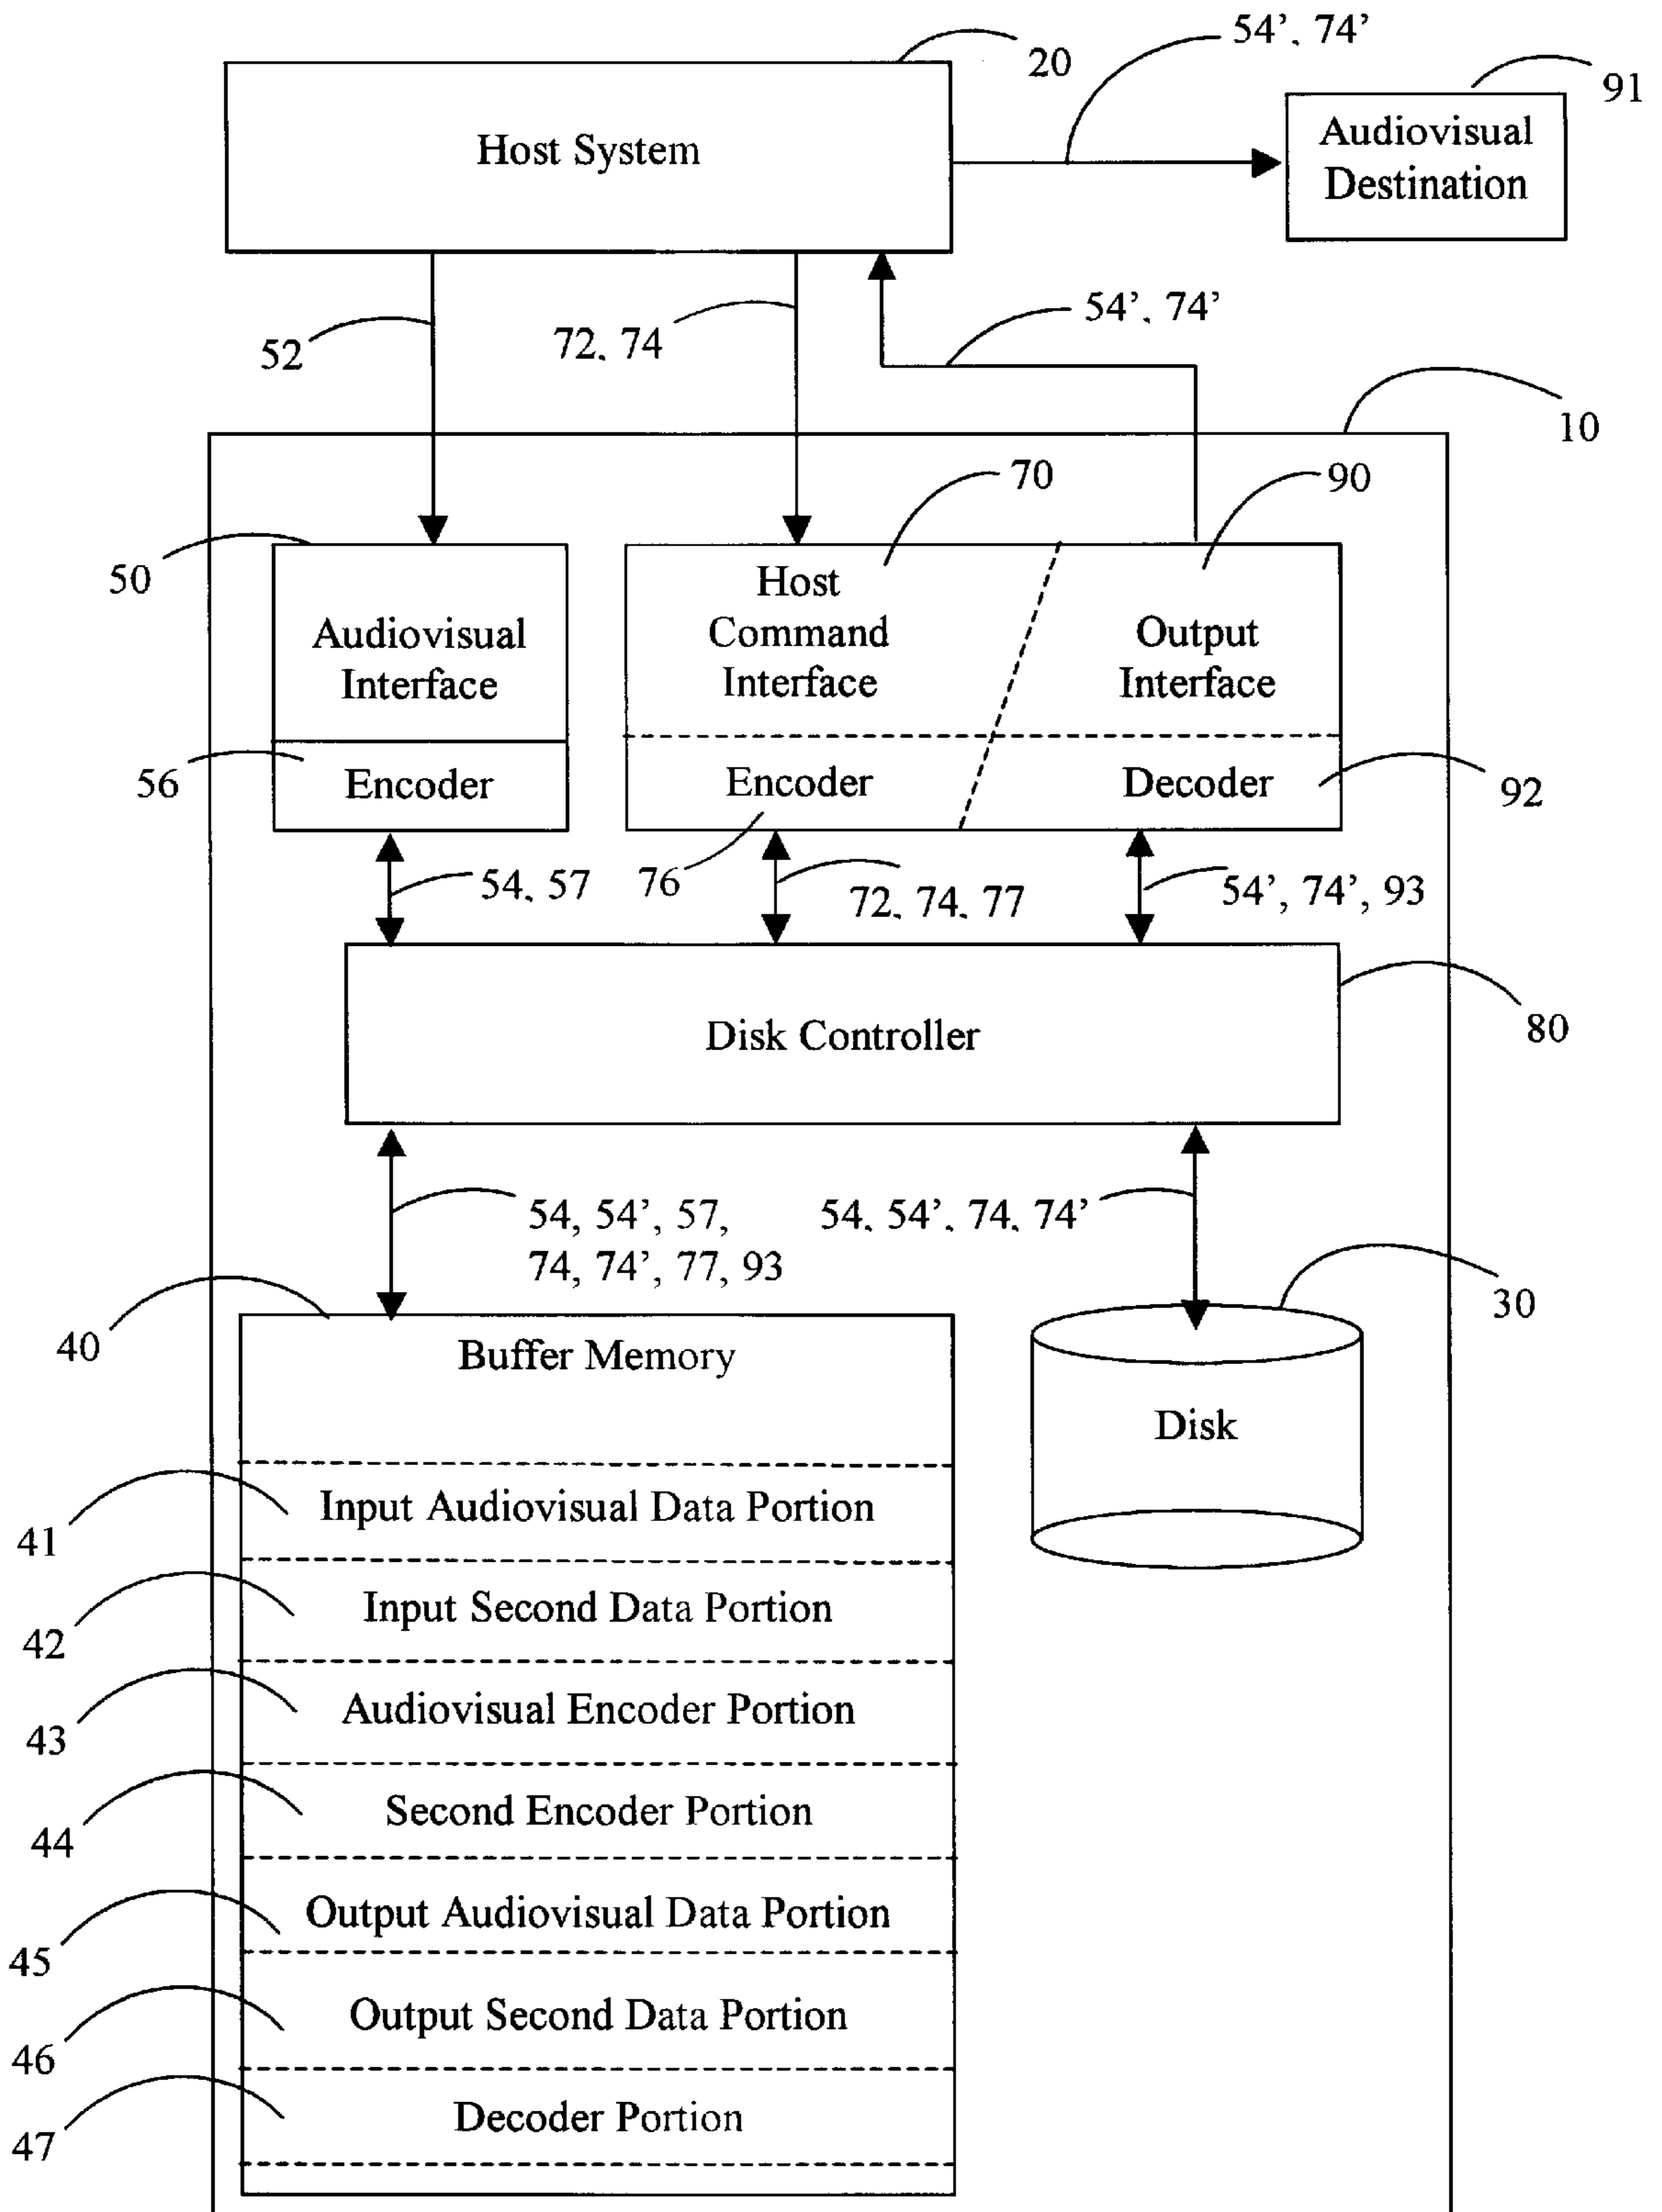 54’, 74’
20
91
Host System
Audiovisual
Destination
54’, 74’
52
72, 74
10
70
90
50
Host
Command
Interface
Audiovisual
Interface
Output
Interface
56
Encoder
Encoder
Decoder
92
54, 57
76
72, 74, 77
54’, 74’, 93
Disk Controller
80
54, 54’, 57,
74, 74’, 77, 93
54, 54’, 74, 74’
30
40
Buffer Memory
Disk
Input Audiovisual Data Portion
41
Input Second Data Portion
42
Audiovisual Encoder Portion
43
Second Encoder Portion
44
Output Audiovisual Data Portion
45
Output Second Data Portion
46
Decoder Portion
47